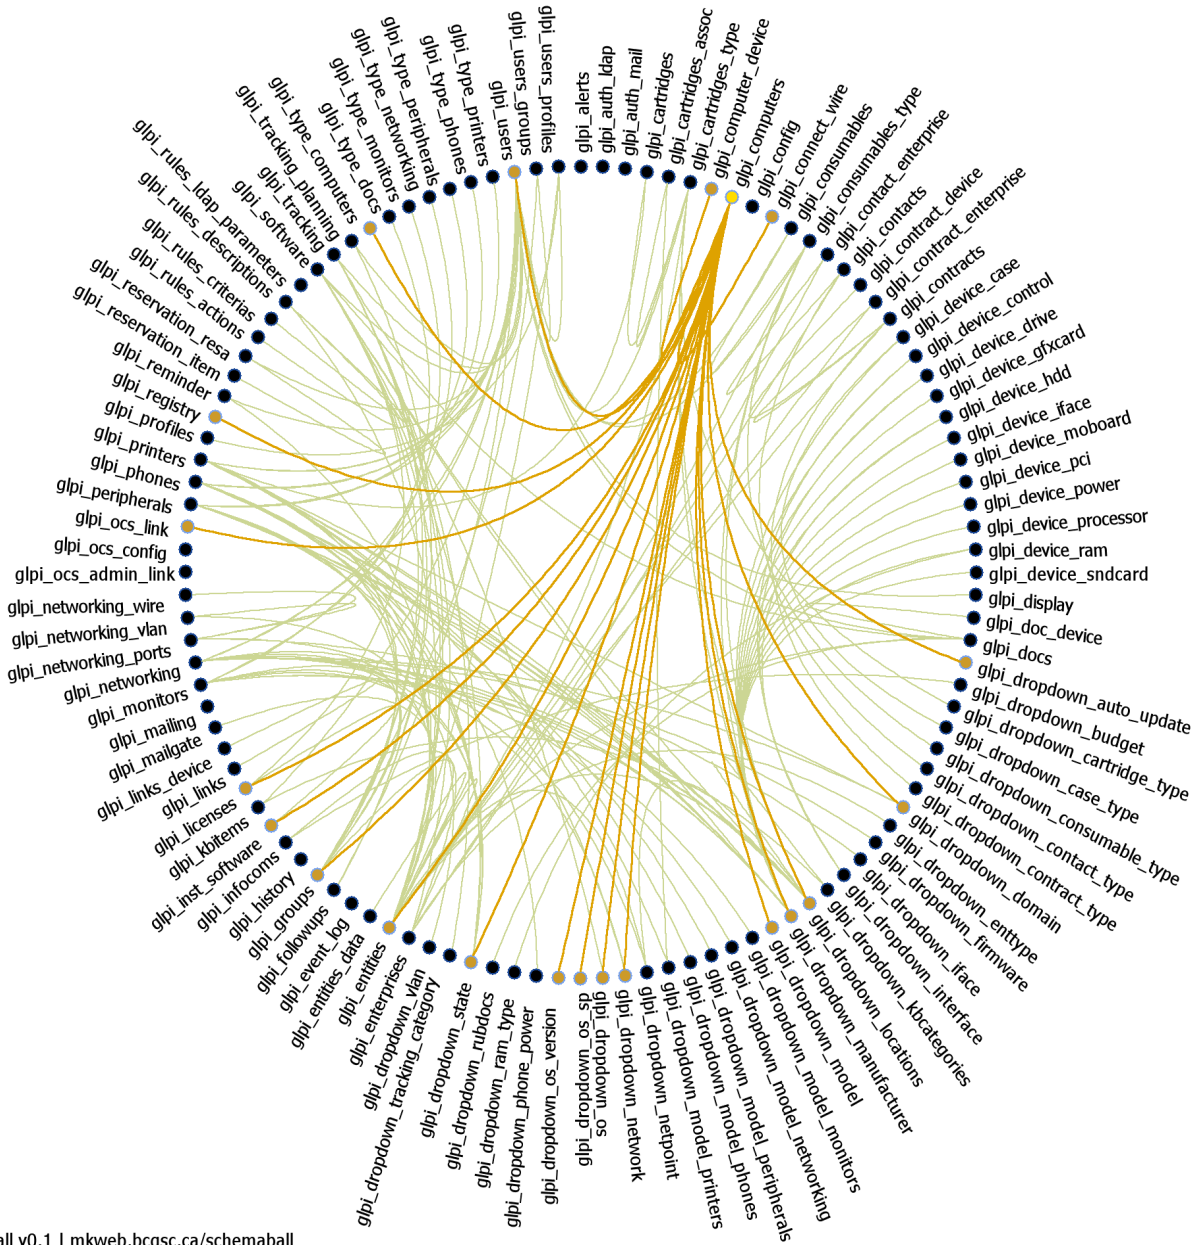 glpi_alerts
glpi_auth_ldap
glpi_auth_mail
glpi_cartridges
glpi_cartridges_assoc
glpi_cartridges_type
glpi_computer_device
glpi_computers
glpi_config
glpi_connect_wire
glpi_consumables
glpi_consumables_type
glpi_contact_enterprise
glpi_contacts
glpi_contract_device
glpi_contract_enterprise
glpi_contracts
glpi_device_case
glpi_device_control
glpi_device_drive
glpi_device_gfxcard
glpi_device_hdd
glpi_device_iface
glpi_device_moboard
glpi_device_pci
glpi_device_power
glpi_device_processor
glpi_device_ram
glpi_device_sndcard
glpi_display
glpi_doc_device
glpi_docs
glpi_dropdown_auto_update
glpi_dropdown_budget
glpi_dropdown_cartridge_type
glpi_dropdown_case_type
glpi_dropdown_consumable_type
glpi_dropdown_contact_type
glpi_dropdown_contract_type
glpi_dropdown_domain
glpi_dropdown_enttype
glpi_dropdown_firmware
glpi_dropdown_iface
glpi_dropdown_interface
glpi_dropdown_kbcategories
glpi_dropdown_locations
glpi_dropdown_manufacturer
glpi_dropdown_model
glpi_dropdown_model_monitors
glpi_dropdown_model_networking
glpi_dropdown_model_peripherals
glpi_dropdown_model_phones
glpi_dropdown_model_printers
glpi_dropdown_netpoint
glpi_dropdown_network
glpi_dropdown_os
glpi_dropdown_os_sp
glpi_dropdown_os_version
glpi_dropdown_phone_power
glpi_dropdown_ram_type
glpi_dropdown_rubdocs
glpi_dropdown_state
glpi_dropdown_tracking_category
glpi_dropdown_vlan
glpi_enterprises
glpi_entities
glpi_entities_data
glpi_event_log
glpi_followups
glpi_groups
glpi_history
glpi_infocoms
glpi_inst_software
glpi_kbitems
glpi_licenses
glpi_links
glpi_links_device
glpi_mailgate
glpi_mailing
glpi_monitors
glpi_networking
glpi_networking_ports
glpi_networking_vlan
glpi_networking_wire
glpi_ocs_admin_link
glpi_ocs_config
glpi_ocs_link
glpi_peripherals
glpi_phones
glpi_printers
glpi_profiles
glpi_registry
glpi_reminder
glpi_reservation_item
glpi_reservation_resa
glpi_rules_actions
glpi_rules_criterias
glpi_rules_descriptions
glpi_rules_ldap_parameters
glpi_software
glpi_tracking
glpi_tracking_planning
glpi_type_computers
glpi_type_docs
glpi_type_monitors
glpi_type_networking
glpi_type_peripherals
glpi_type_phones
glpi_type_printers
glpi_users
glpi_users_groups
glpi_users_profiles
all v0.1 | mkweb.bcgsc.ca/schemaball